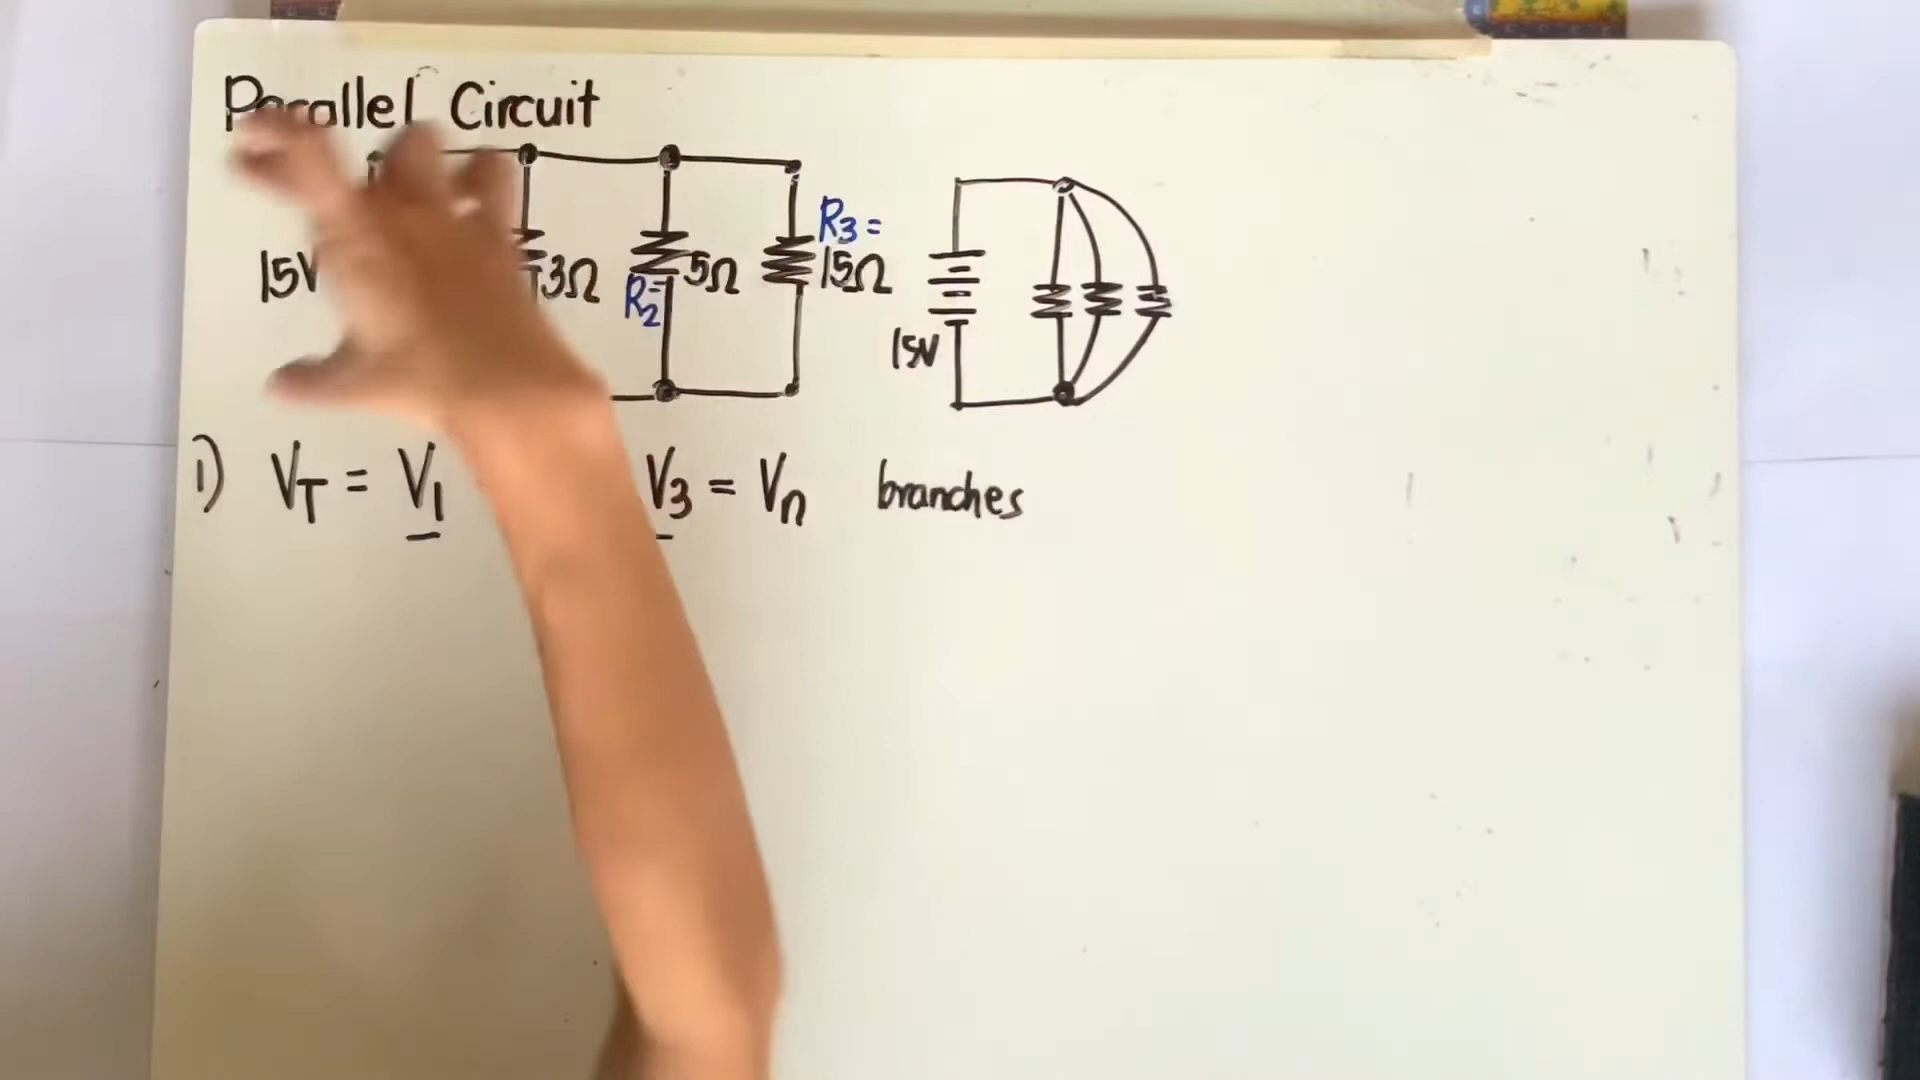 Parallel Circuit
15V
3Ω
R2=
5Ω
R3=
15Ω
15V
1) VT = V1 V3 = Vn branches